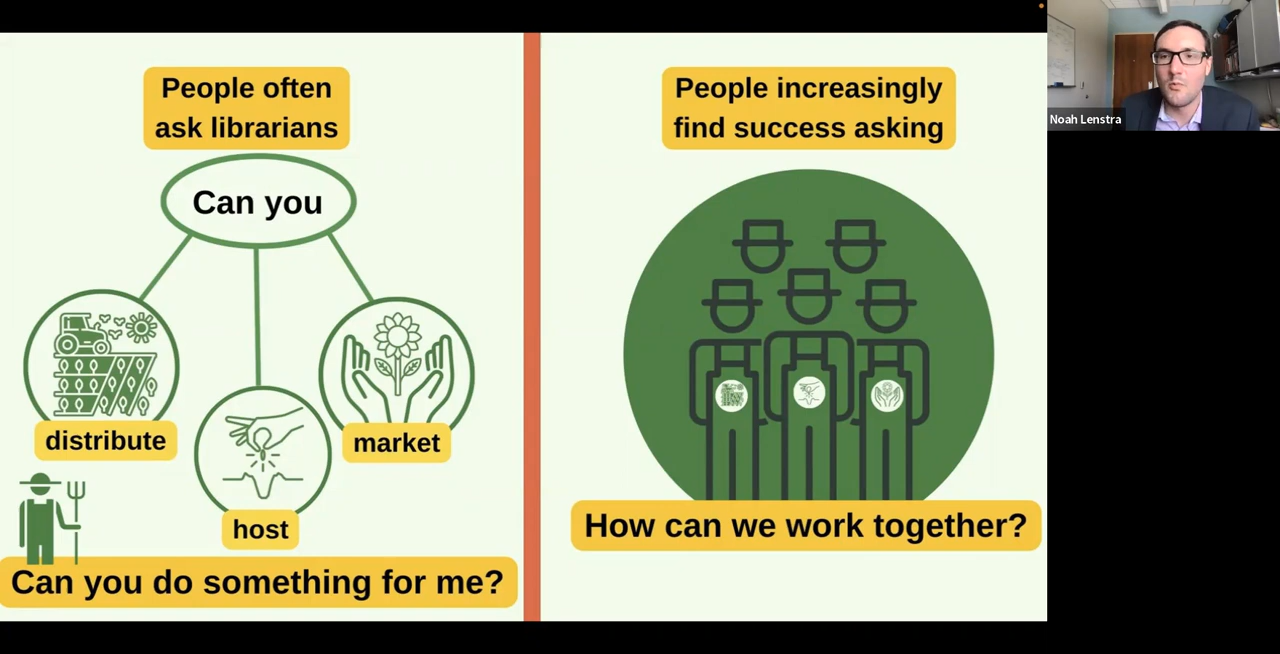 People often
ask librarians
Can you
distribute
market
host
Can you do something for me?
People increasingly
find success asking
How can we work together?
Noah Lenstra